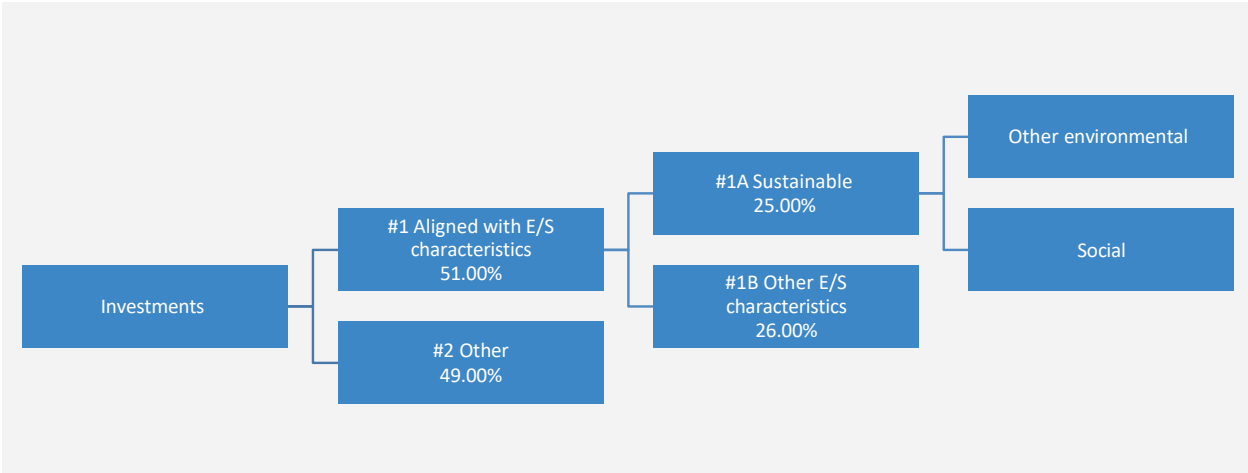 Investments
#1 Aligned with E/S
characteristics
51.00%
#2 Other
49.00%
#1A Sustainable
25.00%
#1B Other E/S
characteristics
26.00%
Other environmental
Social